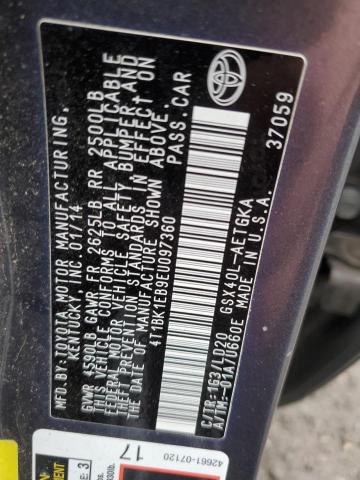 MFD. BY: TOYOTA MOTOR MANUFACTURING
KENTUCKY, INC. 01/14
GVWR 4590LB GAWR FR 2625LB RR 2500LB
THIS VEHICLE CONFORMS TO ALL APPLICABLE
FEDERAL MOTOR VEHICLE SAFETY, BUMPER AND
THEFT PREVENTION STANDARDS IN EFFECT ON
THE DATE OF MANUFACTURE SHOWN ABOVE.
4T1BK1EB9EU097360 PASS.CAR
C/TR: 1G3/LD20 GSX40L-AETGKA
A/TM:-01A/U660E MADE IN U.S.A.
37059
42661-07120
17